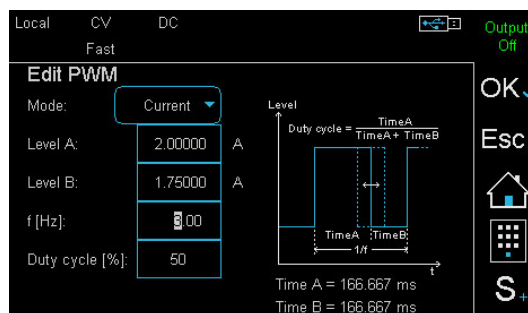 Local CV DC Output
Fast Off
Edit PWM
OK
Mode: Current
Level
Duty cycle = TimeA
TimeA+ TimeB
Level A: 2.00000 A
Esc
Level B: 1.75000 A
f [Hz]: 3.00
TimeA TimeB
1/f
Duty cycle [%]: 50
t
Time A = 166.667 ms
Time B = 166.667 ms
S+